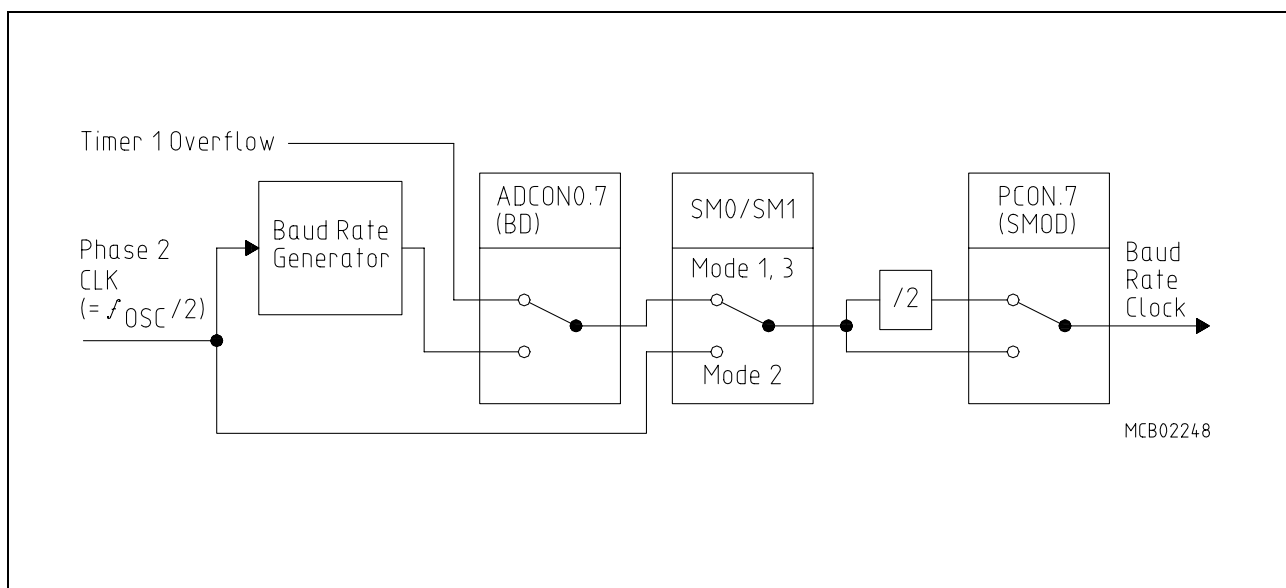 Timer 1 Overflow
Phase 2
CLK
(= fOSC/2)
Baud Rate
Generator
ADCON0.7
(BD)
SM0/SM1
Mode 1, 3
Mode 2
/2
PCON.7
(SMOD)
Baud
Rate
Clock
MCB02248